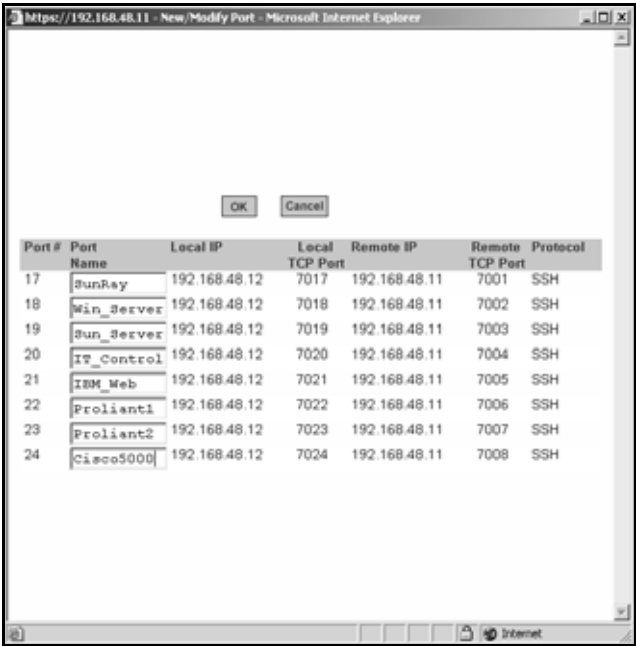 https://192.168.48.11 - New/Modify Port - Microsoft Internet Explorer
OK Cancel
Port # Port Name Local IP Local TCP Port Remote IP Remote TCP Port Protocol
17 SunRay 192.168.48.12 7017 192.168.48.11 7001 SSH
18 Win_Server 192.168.48.12 7018 192.168.48.11 7002 SSH
19 Sun_Server 192.168.48.12 7019 192.168.48.11 7003 SSH
20 IT_Control 192.168.48.12 7020 192.168.48.11 7004 SSH
21 IBM_Web 192.168.48.12 7021 192.168.48.11 7005 SSH
22 Proliant1 192.168.48.12 7022 192.168.48.11 7006 SSH
23 Proliant2 192.168.48.12 7023 192.168.48.11 7007 SSH
24 Cisco5000 192.168.48.12 7024 192.168.48.11 7008 SSH
Internet